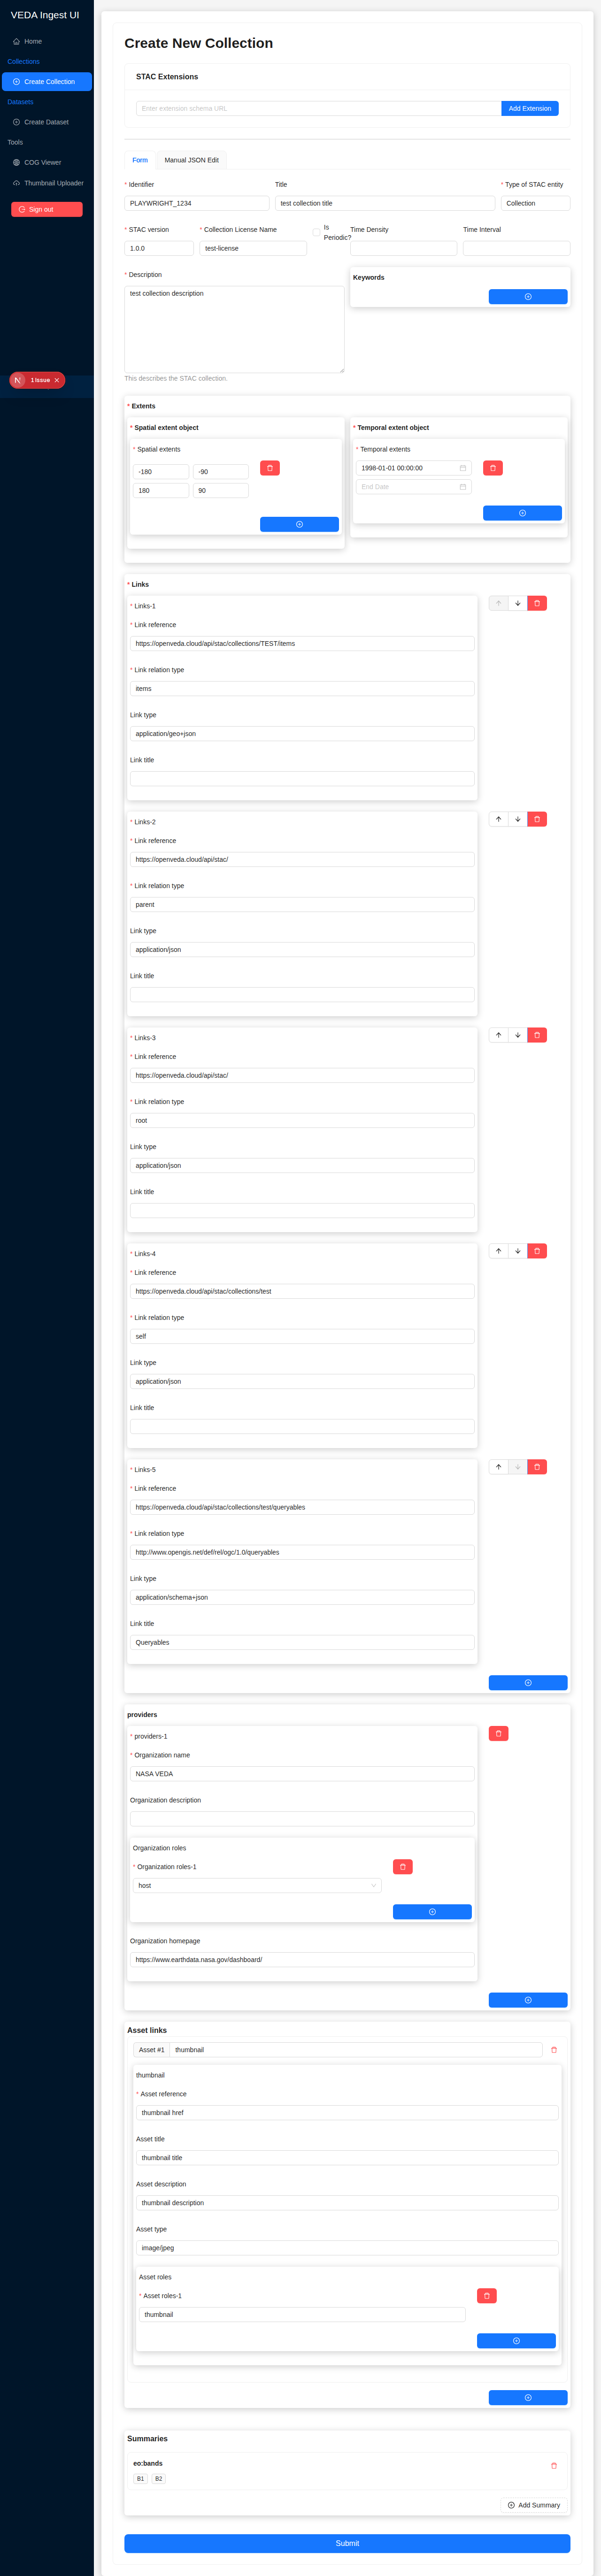 VEDA Ingest UI
Home
Collections
Create Collection
Datasets
Create Dataset
Tools
COG Viewer
Thumbnail Uploader
Sign out
1 Issue
Create New Collection
STAC Extensions
Enter extension schema URL
Add Extension
Form
Manual JSON Edit
* Identifier
Title
* Type of STAC entity
PLAYWRIGHT_1234
test collection title
Collection
* STAC version
* Collection License Name
Is Periodic?
Time Density
Time Interval
1.0.0
test-license
* Description
test collection description
This describes the STAC collection.
Keywords
* Extents
* Spatial extent object
* Spatial extents
-180
-90
180
90
* Temporal extent object
* Temporal extents
1998-01-01 00:00:00
End Date
* Links
* Links-1
* Link reference
https://openveda.cloud/api/stac/collections/TEST/items
* Link relation type
items
Link type
application/geo+json
Link title
* Links-2
* Link reference
https://openveda.cloud/api/stac/
* Link relation type
parent
Link type
application/json
Link title
* Links-3
* Link reference
https://openveda.cloud/api/stac/
* Link relation type
root
Link type
application/json
Link title
* Links-4
* Link reference
https://openveda.cloud/api/stac/collections/test
* Link relation type
self
Link type
application/json
Link title
* Links-5
* Link reference
https://openveda.cloud/api/stac/collections/test/queryables
* Link relation type
http://www.opengis.net/def/rel/ogc/1.0/queryables
Link type
application/schema+json
Link title
Queryables
providers
* providers-1
* Organization name
NASA VEDA
Organization description
Organization roles
* Organization roles-1
host
Organization homepage
https://www.earthdata.nasa.gov/dashboard/
Asset links
Asset #1
thumbnail
thumbnail
* Asset reference
thumbnail href
Asset title
thumbnail title
Asset description
thumbnail description
Asset type
image/jpeg
Asset roles
* Asset roles-1
thumbnail
Summaries
eo:bands
B1
B2
Add Summary
Submit